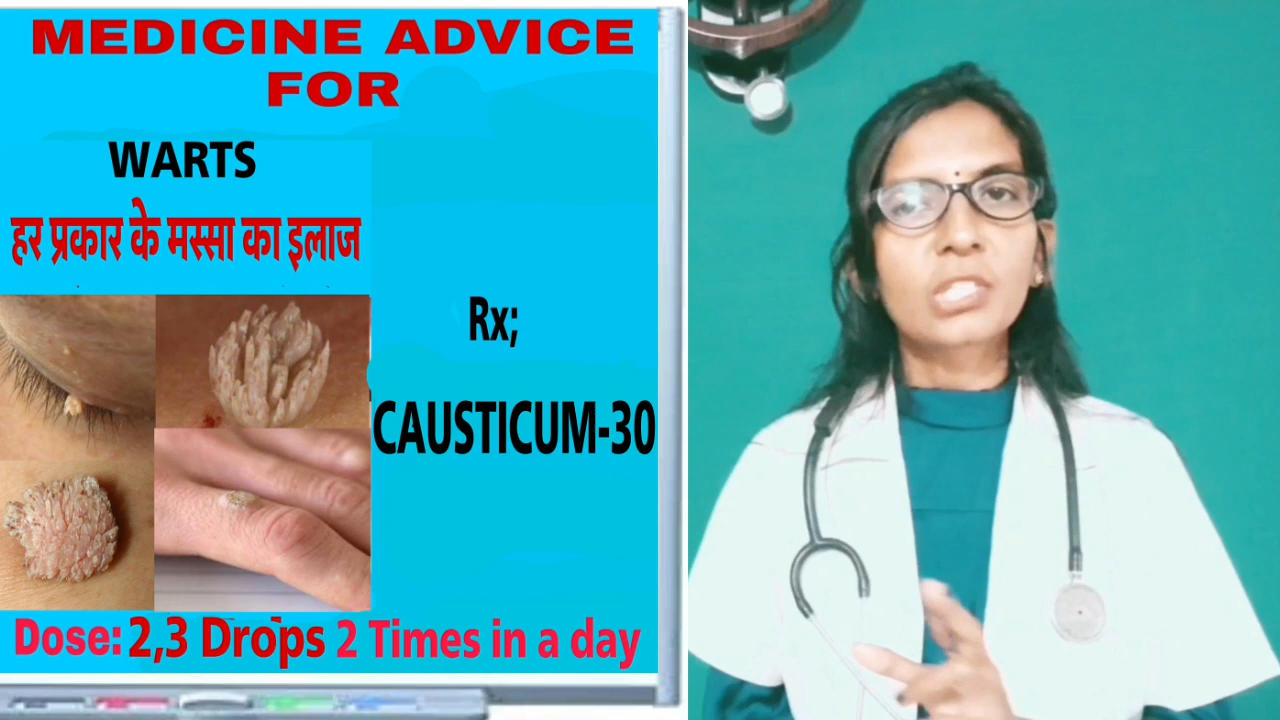 MEDICINE ADVICE
FOR
WARTS
हर प्रकार के मस्सा का इलाज
Rx;
CAUSTICUM-30
Dose: 2,3 Drops 2 Times in a day